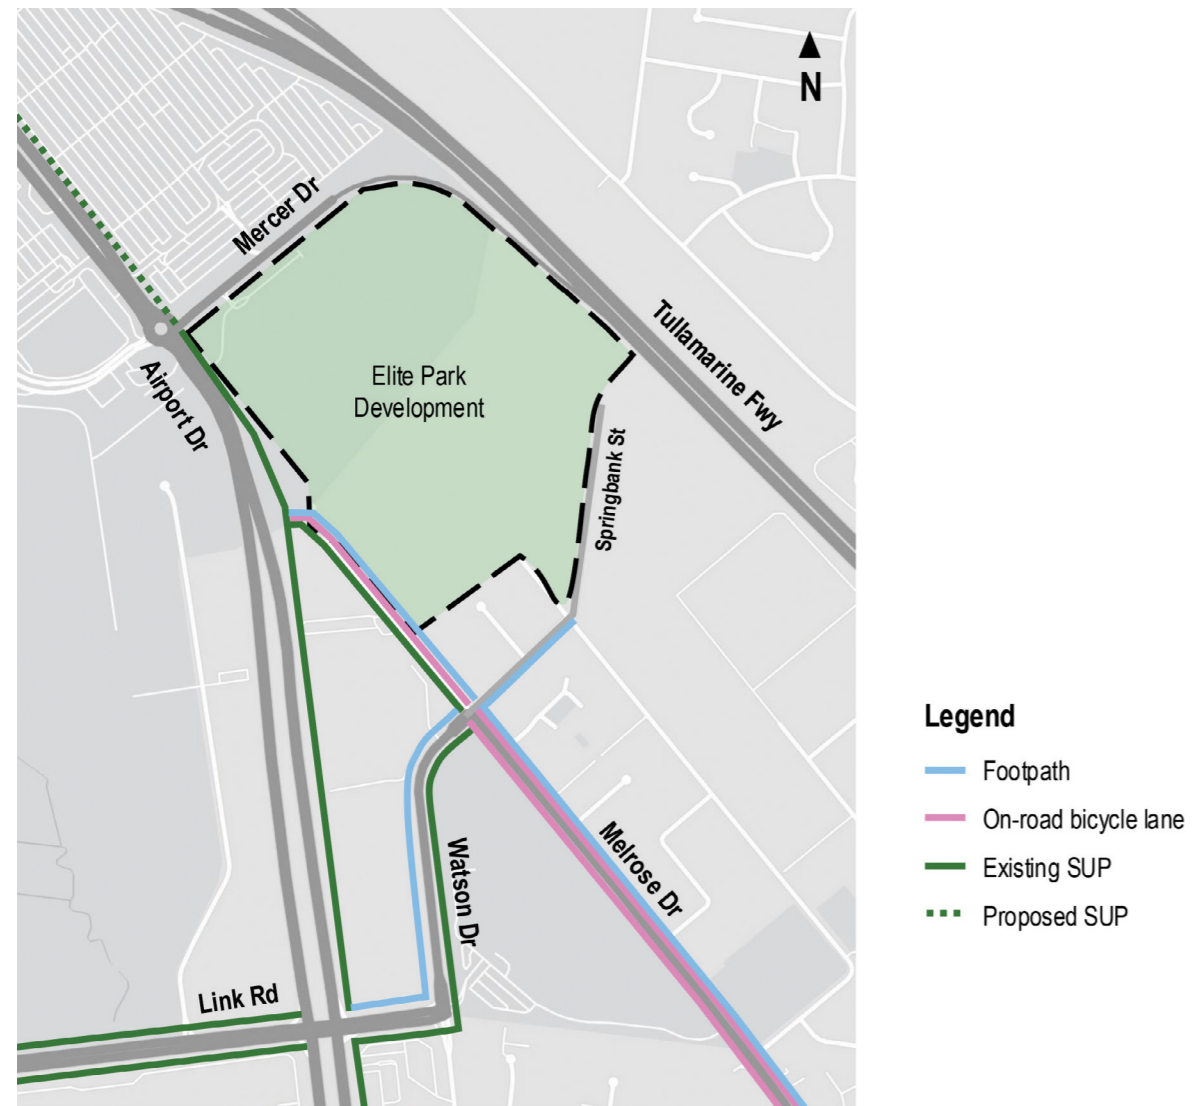 N
Mercer Dr
Tullamarine Fwy
Airport Dr
Elite Park
Development
Springbank St
Melrose Dr
Watson Dr
Link Rd
Legend
Footpath
On-road bicycle lane
Existing SUP
Proposed SUP